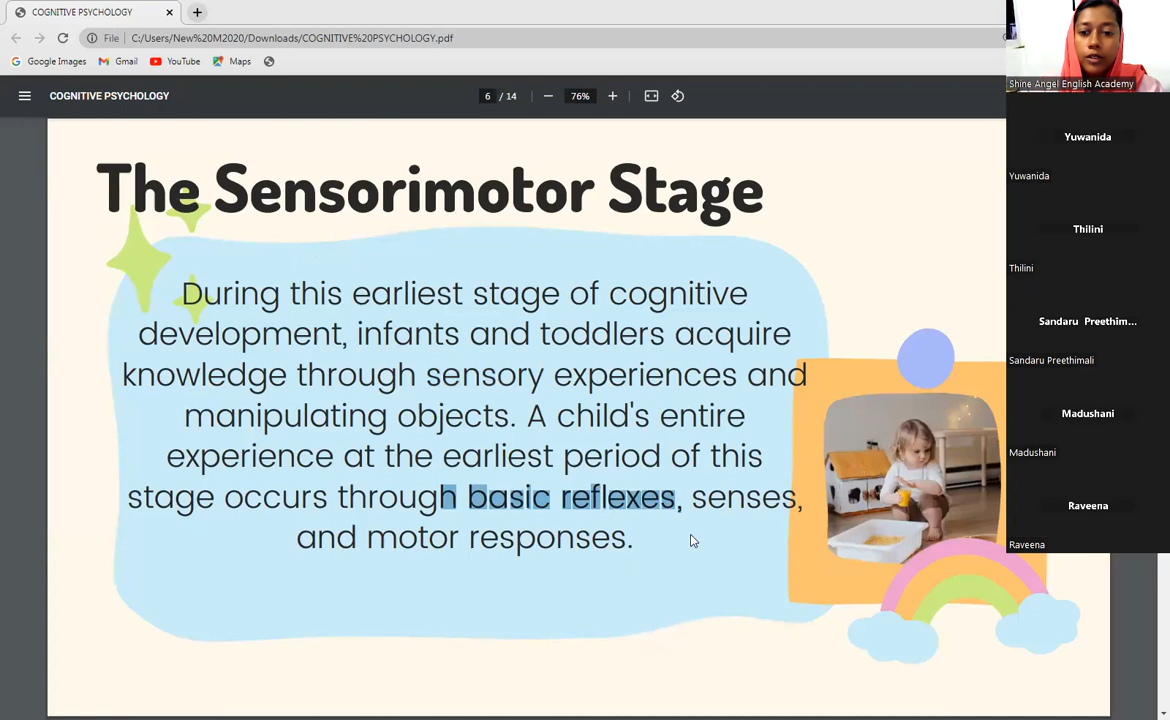 COGNITIVE PSYCHOLOGY
File
C:/Users/New%20M2020/Downloads/COGNITIVE%20PSYCHOLOGY.pdf
Google Images
Gmail
YouTube
Maps
COGNITIVE PSYCHOLOGY
6 / 14
76%
The Sensorimotor Stage
During this earliest stage of cognitive
development, infants and toddlers acquire
knowledge through sensory experiences and
manipulating objects. A child's entire
experience at the earliest period of this
stage occurs through basic reflexes, senses,
and motor responses.
Shine Angel English Academy
Yuwanida
Yuwanida
Thilini
Thilini
Sandaru Preethim...
Sandaru Preethimali
Madushani
Madushani
Raveena
Raveena